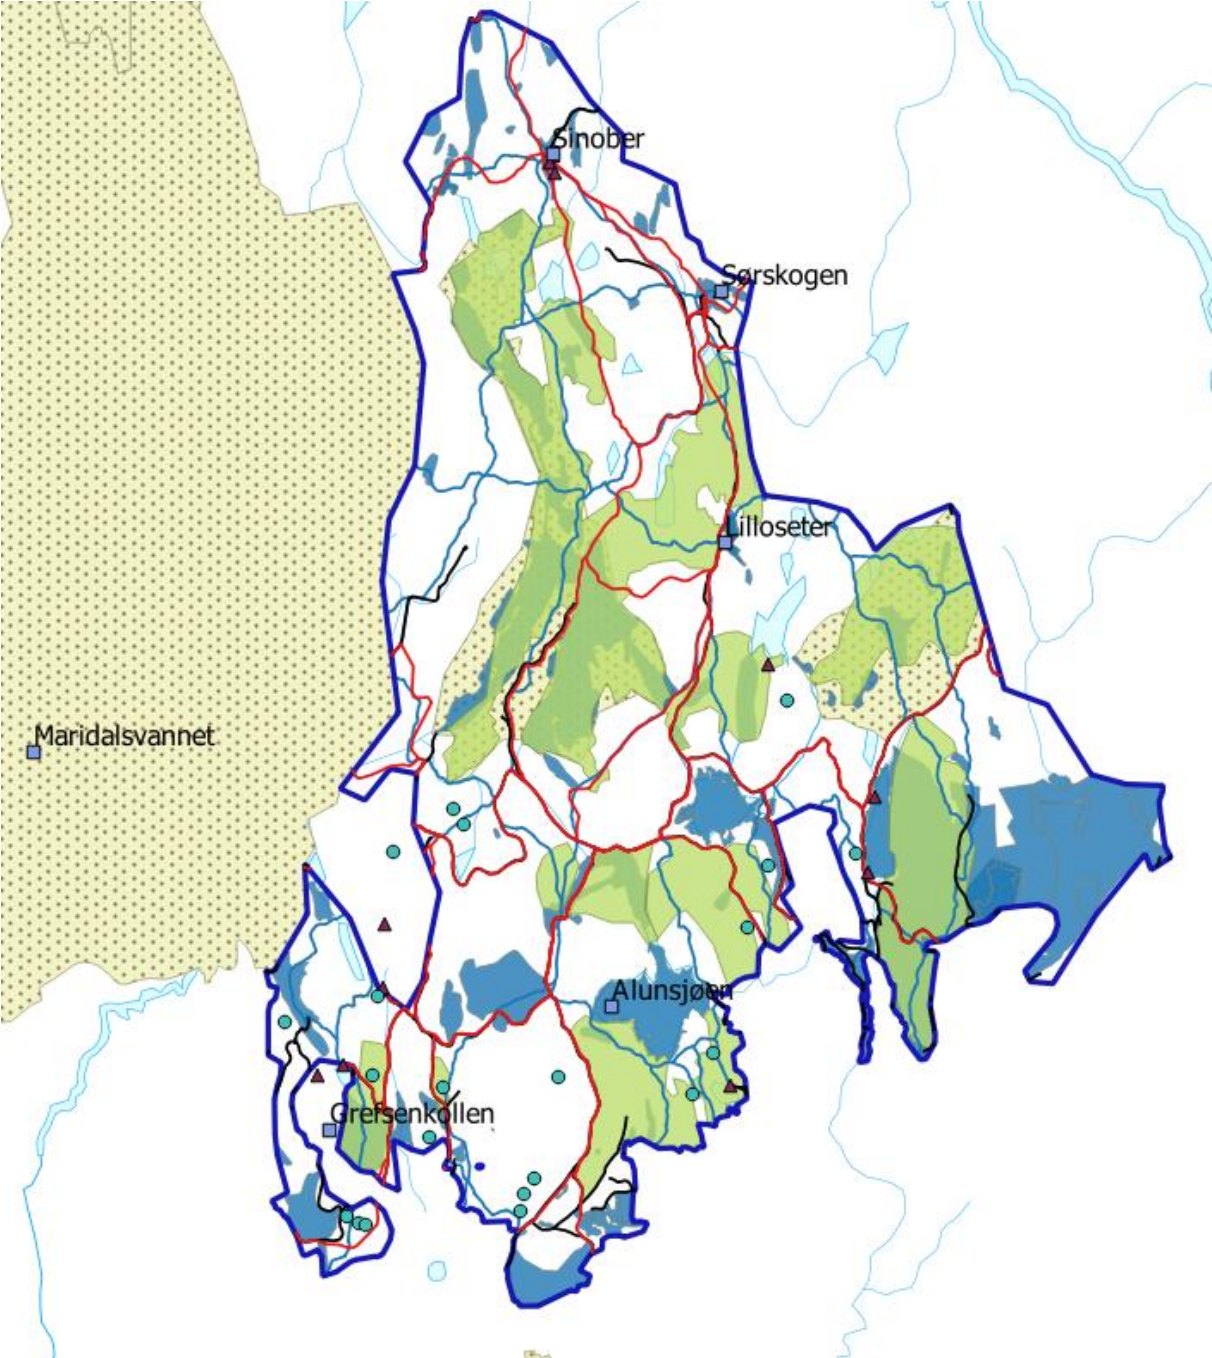 Sinober
Sørskogen
Lilloseter
Maridalsvannet
Alunsjøen
Grefsenkollen